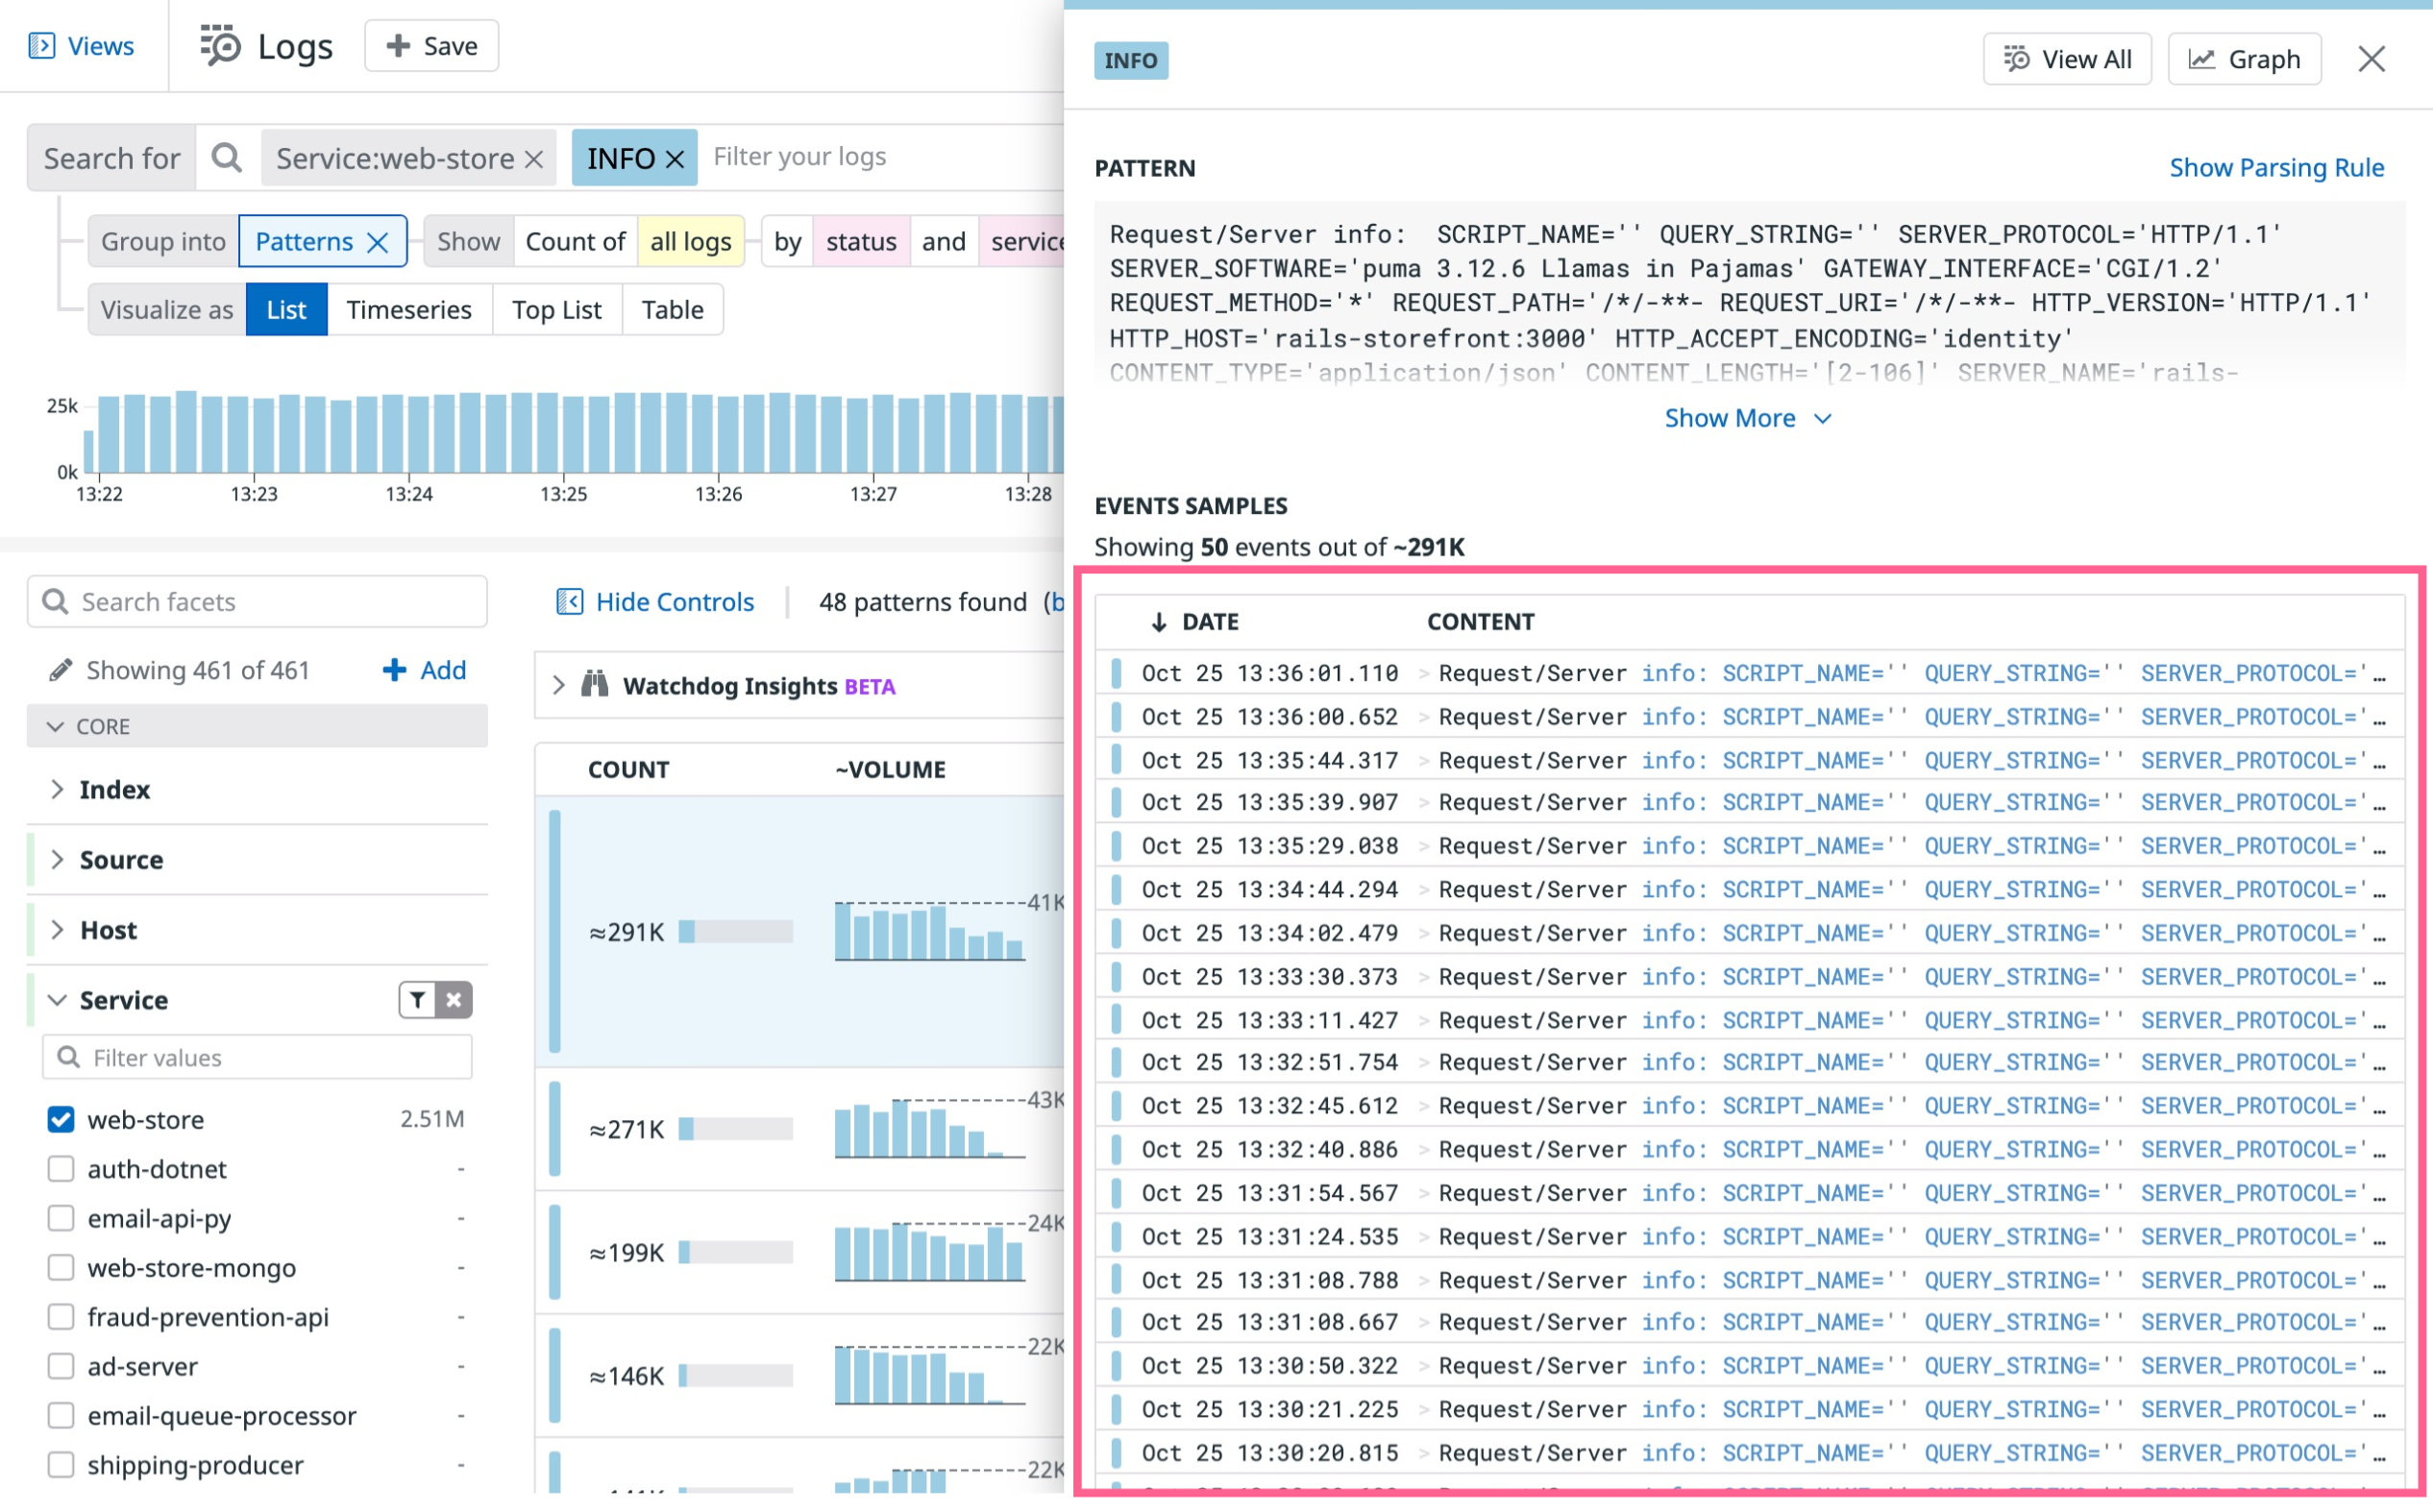 Views
Logs
Save
Search for Service:web-store INFO Filter your logs
Group into Patterns Show Count of all logs by status and service
Visualize as List Timeseries Top List Table
25k
0k
13:22 13:23 13:24 13:25 13:26 13:27 13:28
Search facets
Showing 461 of 461 Add
CORE
Index
Source
Host
Service
Filter values
web-store 2.51M
auth-dotnet -
email-api-py -
web-store-mongo -
fraud-prevention-api -
ad-server -
email-queue-processor -
shipping-producer -
Hide Controls 48 patterns found (b
Watchdog Insights BETA
COUNT ~VOLUME
≈291K 41K
≈271K 43K
≈199K 24K
≈146K 22K
22K
INFO View All Graph
PATTERN Show Parsing Rule
Request/Server info: SCRIPT_NAME='' QUERY_STRING='' SERVER_PROTOCOL='HTTP/1.1'
SERVER_SOFTWARE='puma 3.12.6 Llamas in Pajamas' GATEWAY_INTERFACE='CGI/1.2'
REQUEST_METHOD='*' REQUEST_PATH='/*/-**- REQUEST_URI='/*/-**- HTTP_VERSION='HTTP/1.1'
HTTP_HOST='rails-storefront:3000' HTTP_ACCEPT_ENCODING='identity'
CONTENT_TYPE='application/json' CONTENT_LENGTH='[2-106]' SERVER_NAME='rails-
Show More
EVENTS SAMPLES
Showing 50 events out of ~291K
DATE CONTENT
Oct 25 13:36:01.110 > Request/Server info: SCRIPT_NAME='' QUERY_STRING='' SERVER_PROTOCOL='…
Oct 25 13:36:00.652 > Request/Server info: SCRIPT_NAME='' QUERY_STRING='' SERVER_PROTOCOL='…
Oct 25 13:35:44.317 > Request/Server info: SCRIPT_NAME='' QUERY_STRING='' SERVER_PROTOCOL='…
Oct 25 13:35:39.907 > Request/Server info: SCRIPT_NAME='' QUERY_STRING='' SERVER_PROTOCOL='…
Oct 25 13:35:29.038 > Request/Server info: SCRIPT_NAME='' QUERY_STRING='' SERVER_PROTOCOL='…
Oct 25 13:34:44.294 > Request/Server info: SCRIPT_NAME='' QUERY_STRING='' SERVER_PROTOCOL='…
Oct 25 13:34:02.479 > Request/Server info: SCRIPT_NAME='' QUERY_STRING='' SERVER_PROTOCOL='…
Oct 25 13:33:30.373 > Request/Server info: SCRIPT_NAME='' QUERY_STRING='' SERVER_PROTOCOL='…
Oct 25 13:33:11.427 > Request/Server info: SCRIPT_NAME='' QUERY_STRING='' SERVER_PROTOCOL='…
Oct 25 13:32:51.754 > Request/Server info: SCRIPT_NAME='' QUERY_STRING='' SERVER_PROTOCOL='…
Oct 25 13:32:45.612 > Request/Server info: SCRIPT_NAME='' QUERY_STRING='' SERVER_PROTOCOL='…
Oct 25 13:32:40.886 > Request/Server info: SCRIPT_NAME='' QUERY_STRING='' SERVER_PROTOCOL='…
Oct 25 13:31:54.567 > Request/Server info: SCRIPT_NAME='' QUERY_STRING='' SERVER_PROTOCOL='…
Oct 25 13:31:24.535 > Request/Server info: SCRIPT_NAME='' QUERY_STRING='' SERVER_PROTOCOL='…
Oct 25 13:31:08.788 > Request/Server info: SCRIPT_NAME='' QUERY_STRING='' SERVER_PROTOCOL='…
Oct 25 13:31:08.667 > Request/Server info: SCRIPT_NAME='' QUERY_STRING='' SERVER_PROTOCOL='…
Oct 25 13:30:50.322 > Request/Server info: SCRIPT_NAME='' QUERY_STRING='' SERVER_PROTOCOL='…
Oct 25 13:30:21.225 > Request/Server info: SCRIPT_NAME='' QUERY_STRING='' SERVER_PROTOCOL='…
Oct 25 13:30:20.815 > Request/Server info: SCRIPT_NAME='' QUERY_STRING='' SERVER_PROTOCOL='…